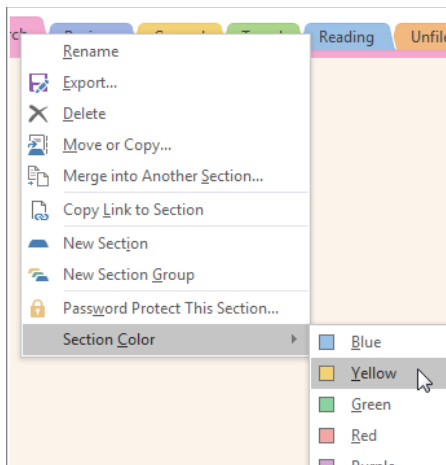 Reading
Unfile
Rename
Export...
Delete
Move or Copy...
Merge into Another Section...
Copy Link to Section
New Section
New Section Group
Password Protect This Section...
Section Color
Blue
Yellow
Green
Red